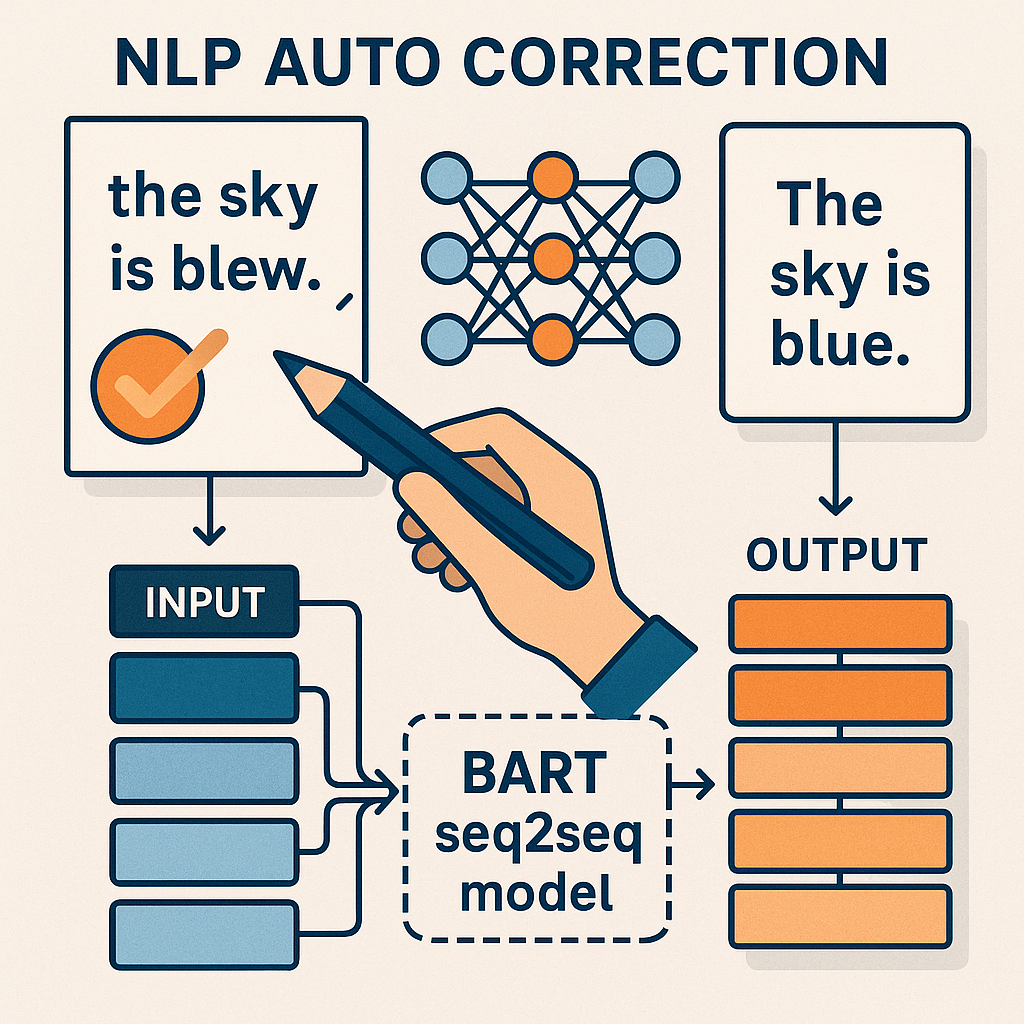 NLP AUTO CORRECTION
the sky
is blew.
The
sky is
blue.
INPUT
OUTPUT
BART
seq2seq
model